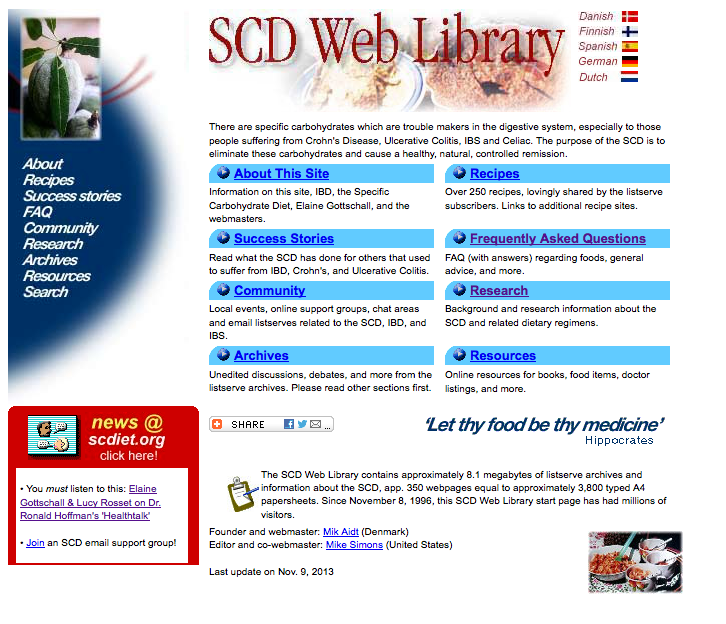 SCD Web Library
Danish
Finnish
Spanish
German
Dutch
About
Recipes
Success stories
FAQ
Community
Research
Archives
Resources
Search
There are specific carbohydrates which are trouble makers in the digestive system, especially to those
people suffering from Crohn's Disease, Ulcerative Colitis, IBS and Celiac. The purpose of the SCD is to
eliminate these carbohydrates and cause a healthy, natural, controlled remission.
About This Site
Information on this site, IBD, the Specific
Carbohydrate Diet, Elaine Gottschall, and the
webmasters.
Recipes
Over 250 recipes, lovingly shared by the listserve
subscribers. Links to additional recipe sites.
Success Stories
Read what the SCD has done for others that used
to suffer from IBD, Crohn's, and Ulcerative Colitis.
Frequently Asked Questions
FAQ (with answers) regarding foods, general
advice, and more.
Community
Local events, online support groups, chat areas
and email listserves related to the SCD, IBD, and
IBS.
Research
Background and research information about the
SCD and related dietary regimens.
Archives
Unedited discussions, debates, and more from the
listserve archives. Please read other sections first.
Resources
Online resources for books, food items, doctor
listings, and more.
news @
scdiet.org
click here!
• You must listen to this: Elaine
Gottschall & Lucy Rosset on Dr.
Ronald Hoffman's 'Healthtalk'
• Join an SCD email support group!
SHARE ...
‘Let thy food be thy medicine’
Hippocrates
The SCD Web Library contains approximately 8.1 megabytes of listserve archives and
information about the SCD, app. 350 webpages equal to approximately 3,800 typed A4
papersheets. Since November 8, 1996, this SCD Web Library start page has had millions of
visitors.
Founder and webmaster: Mik Aidt (Denmark)
Editor and co-webmaster: Mike Simons (United States)
Last update on Nov. 9, 2013